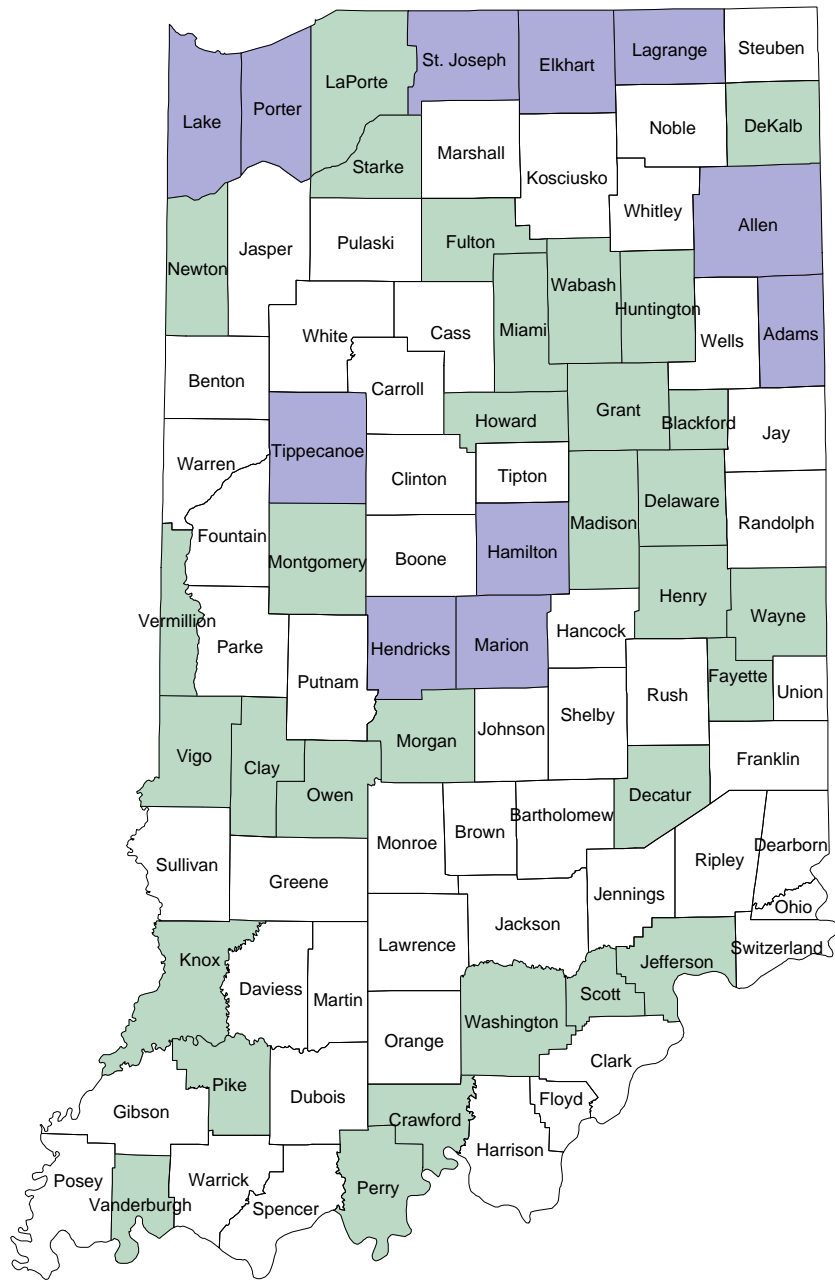 Steuben
Lagrange
St. Joseph
Elkhart
LaPorte
Porter
Lake
Noble
DeKalb
Marshall
Starke
Kosciusko
Whitley
Allen
Jasper
Pulaski
Fulton
Newton
Wabash
Huntington
White
Cass
Miami
Wells
Adams
Benton
Carroll
Howard
Grant
Blackford
Jay
Tippecanoe
Warren
Clinton
Tipton
Madison
Delaware
Randolph
Fountain
Montgomery
Boone
Hamilton
Henry
Wayne
Vermillion
Parke
Hendricks
Marion
Hancock
Putnam
Rush
Fayette
Union
Shelby
Johnson
Morgan
Vigo
Clay
Franklin
Owen
Decatur
Bartholomew
Brown
Monroe
Dearborn
Ripley
Sullivan
Greene
Jennings
Ohio
Jackson
Lawrence
Switzerland
Knox
Jefferson
Daviess
Martin
Scott
Washington
Orange
Clark
Pike
Dubois
Floyd
Gibson
Crawford
Harrison
Posey
Warrick
Perry
Vanderburgh
Spencer